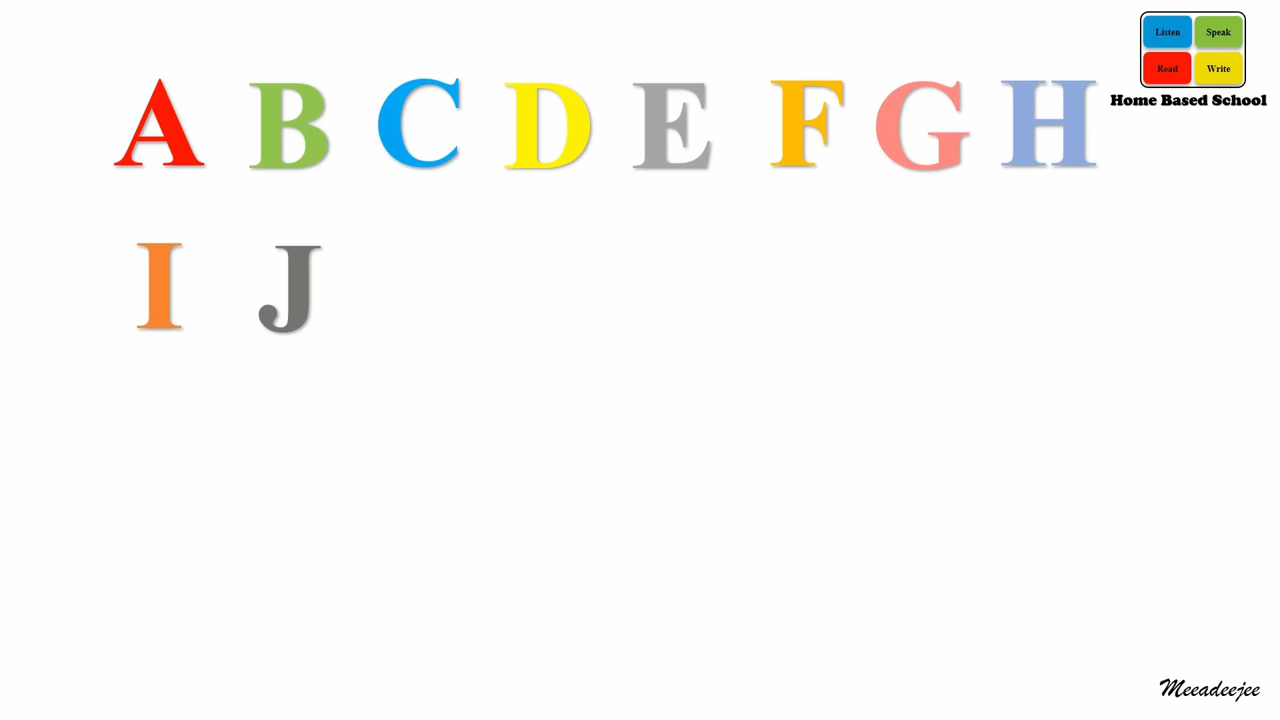 Listen Speak
Read Write
Home Based School
A B C D E F G H
I J
Meeadeejee